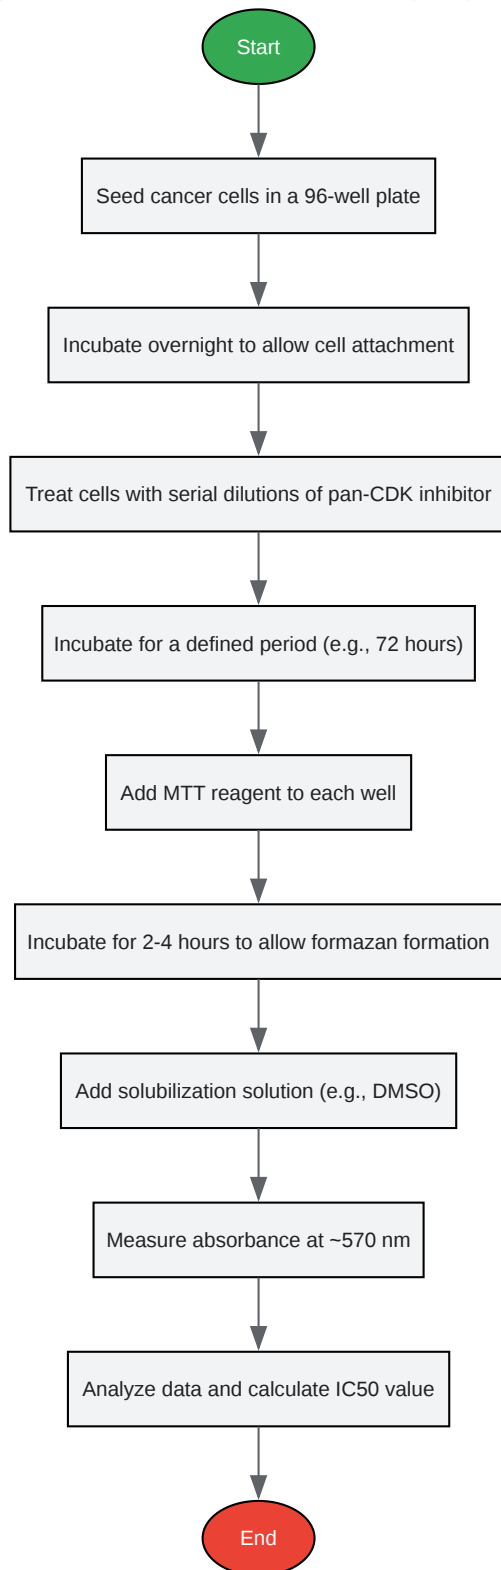 Start
Seed cancer cells in a 96-well plate
Incubate overnight to allow cell attachment
Treat cells with serial dilutions of pan-CDK inhibitor
Incubate for a defined period (e.g., 72 hours)
Add MTT reagent to each well
Incubate for 2-4 hours to allow formazan formation
Add solubilization solution (e.g., DMSO)
Measure absorbance at ~570 nm
Analyze data and calculate IC50 value
End